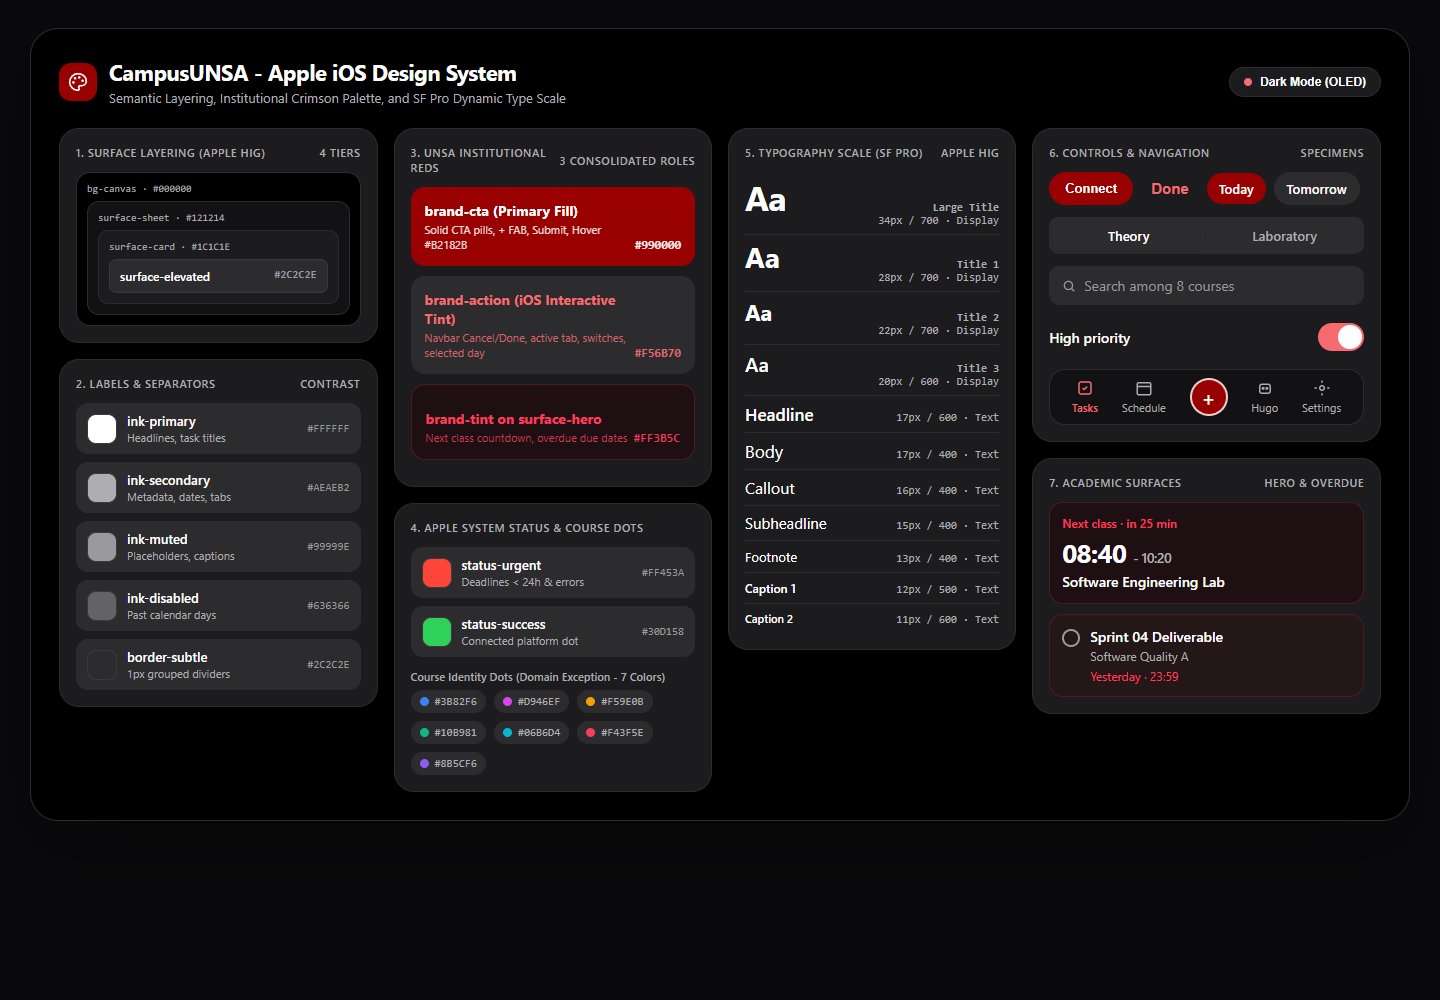 CampusUNSA - Apple iOS Design System
Semantic Layering, Institutional Crimson Palette, and SF Pro Dynamic Type Scale
Dark Mode (OLED)
1. SURFACE LAYERING (APPLE HIG)
4 TIERS
bg-canvas · #000000
surface-sheet · #121214
surface-card · #1C1C1E
surface-elevated
#2C2C2E
2. LABELS & SEPARATORS
CONTRAST
ink-primary
Headlines, task titles
#FFFFFF
ink-secondary
Metadata, dates, tabs
#AEAEB2
ink-muted
Placeholders, captions
#99999E
ink-disabled
Past calendar days
#636366
border-subtle
1px grouped dividers
#2C2C2E
3. UNSA INSTITUTIONAL
REDS
3 CONSOLIDATED ROLES
brand-cta (Primary Fill)
Solid CTA pills, + FAB, Submit, Hover
#B2182B
#990000
brand-action (iOS Interactive
Tint)
Navbar Cancel/Done, active tab, switches,
selected day
#F56B70
brand-tint on surface-hero
Next class countdown, overdue due dates
#FF3B5C
4. APPLE SYSTEM STATUS & COURSE DOTS
status-urgent
Deadlines < 24h & errors
#FF453A
status-success
Connected platform dot
#30D158
Course Identity Dots (Domain Exception - 7 Colors)
#3B82F6
#D946EF
#F59E0B
#10B981
#06B6D4
#F43F5E
#8B5CF6
5. TYPOGRAPHY SCALE (SF PRO)
APPLE HIG
Aa
Large Title
34px / 700 · Display
Aa
Title 1
28px / 700 · Display
Aa
Title 2
22px / 700 · Display
Aa
Title 3
20px / 600 · Display
Headline
17px / 600 · Text
Body
17px / 400 · Text
Callout
16px / 400 · Text
Subheadline
15px / 400 · Text
Footnote
13px / 400 · Text
Caption 1
12px / 500 · Text
Caption 2
11px / 600 · Text
6. CONTROLS & NAVIGATION
SPECIMENS
Connect
Done
Today
Tomorrow
Theory
Laboratory
Search among 8 courses
High priority
Tasks
Schedule
+
Hugo
Settings
7. ACADEMIC SURFACES
HERO & OVERDUE
Next class · in 25 min
08:40 - 10:20
Software Engineering Lab
Sprint 04 Deliverable
Software Quality A
Yesterday · 23:59